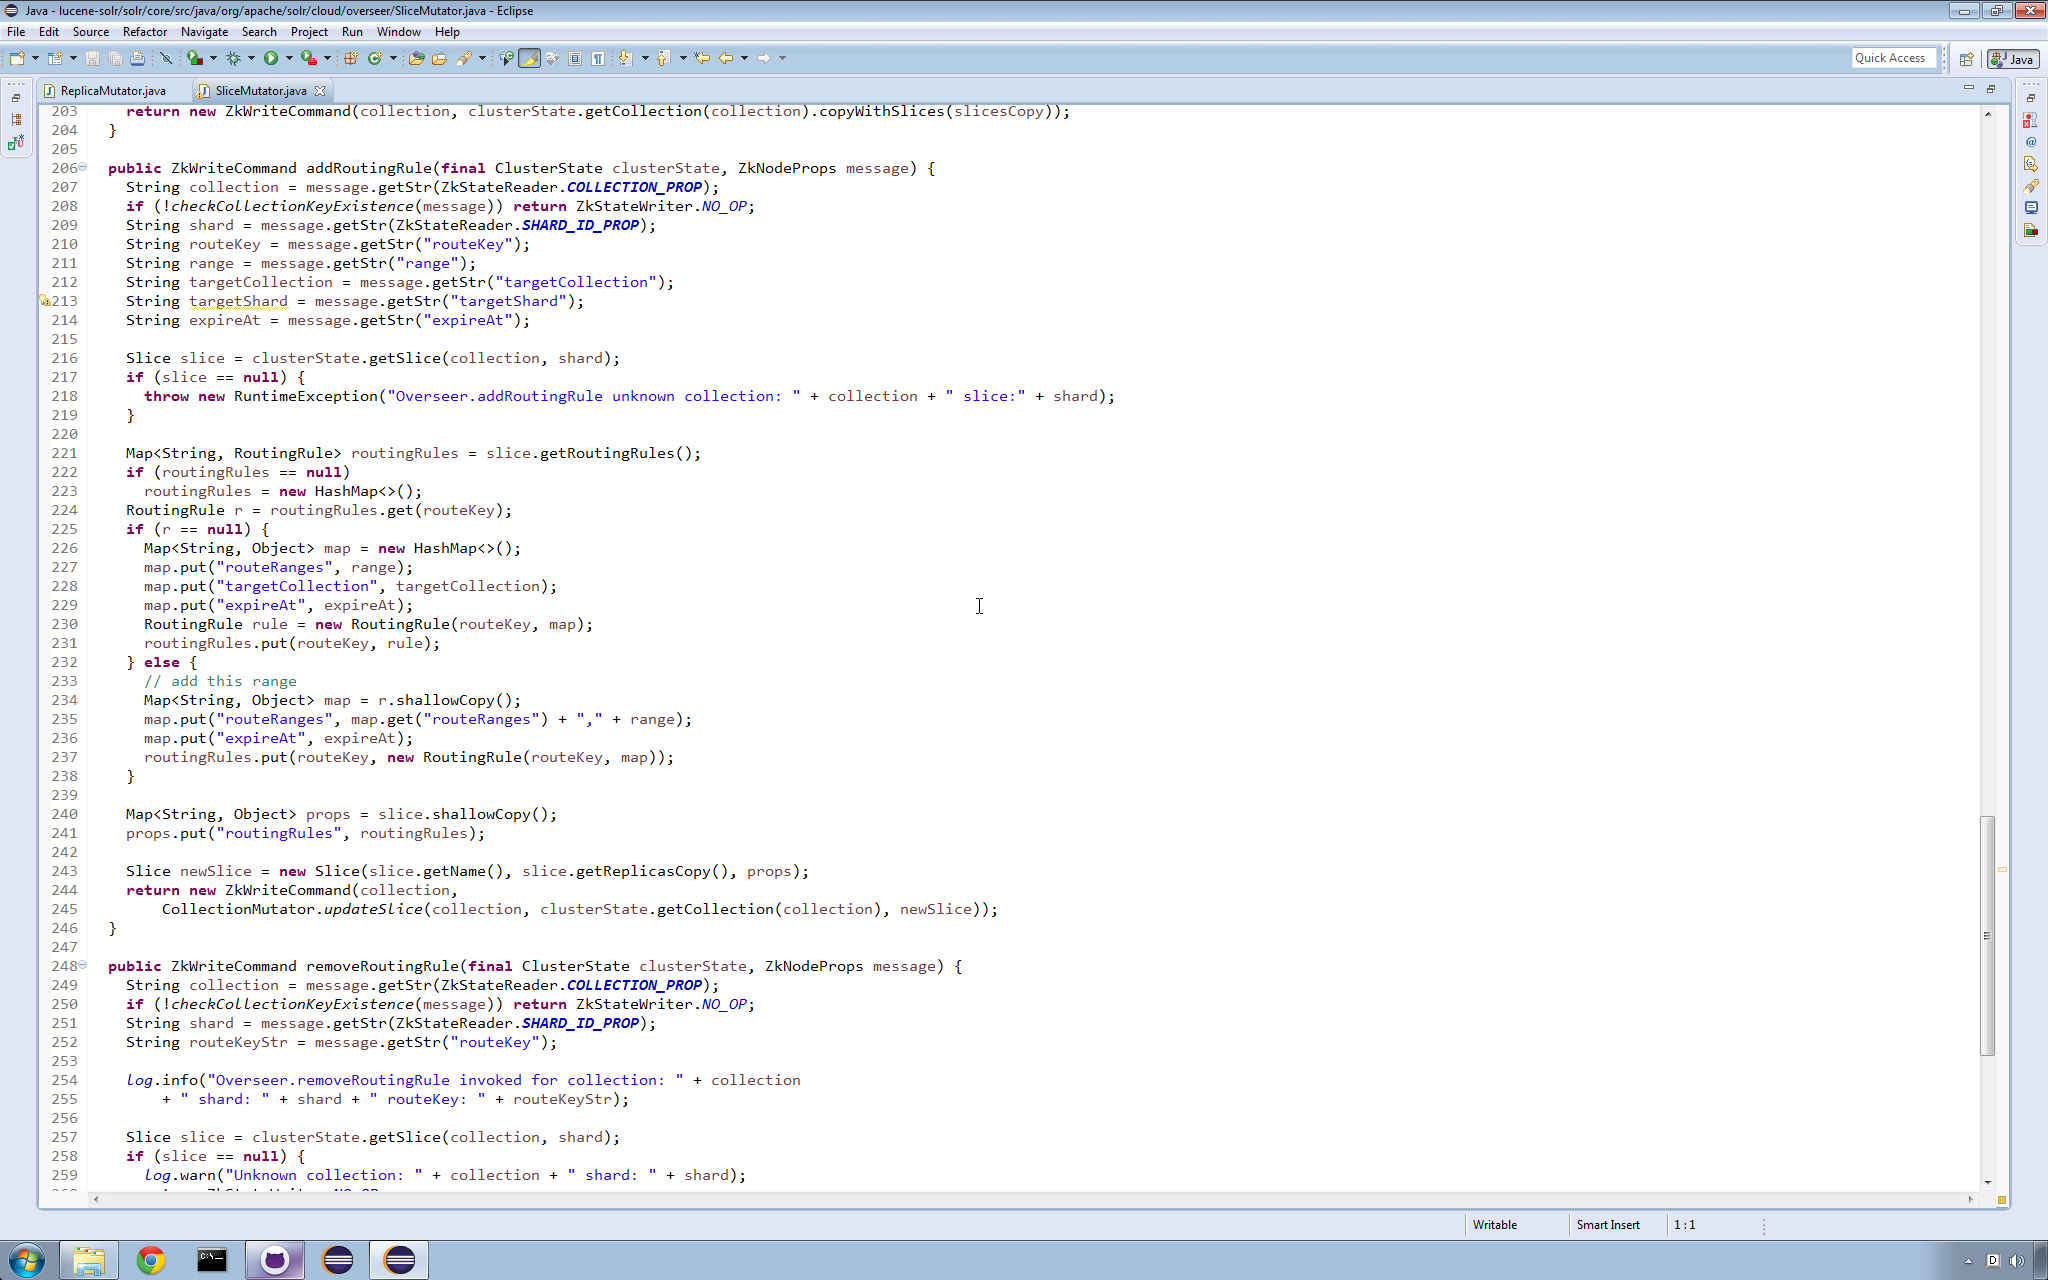 Java - lucene-solr/solr/core/src/java/org/apache/solr/cloud/overseer/SliceMutator.java - Eclipse
File Edit Source Refactor Navigate Search Project Run Window Help
Quick Access Java
ReplicaMutator.java SliceMutator.java
203 return new ZkWriteCommand(collection, clusterState.getCollection(collection).copyWithSlices(slicesCopy));
204 }
205
206 public ZkWriteCommand addRoutingRule(final ClusterState clusterState, ZkNodeProps message) {
207 String collection = message.getStr(ZkStateReader.COLLECTION_PROP);
208 if (!checkCollectionKeyExistence(message)) return ZkStateWriter.NO_OP;
209 String shard = message.getStr(ZkStateReader.SHARD_ID_PROP);
210 String routeKey = message.getStr("routeKey");
211 String range = message.getStr("range");
212 String targetCollection = message.getStr("targetCollection");
213 String targetShard = message.getStr("targetShard");
214 String expireAt = message.getStr("expireAt");
215
216 Slice slice = clusterState.getSlice(collection, shard);
217 if (slice == null) {
218 throw new RuntimeException("Overseer.addRoutingRule unknown collection: " + collection + " slice:" + shard);
219 }
220
221 Map<String, RoutingRule> routingRules = slice.getRoutingRules();
222 if (routingRules == null)
223 routingRules = new HashMap<>();
224 RoutingRule r = routingRules.get(routeKey);
225 if (r == null) {
226 Map<String, Object> map = new HashMap<>();
227 map.put("routeRanges", range);
228 map.put("targetCollection", targetCollection);
229 map.put("expireAt", expireAt);
230 RoutingRule rule = new RoutingRule(routeKey, map);
231 routingRules.put(routeKey, rule);
232 } else {
233 // add this range
234 Map<String, Object> map = r.shallowCopy();
235 map.put("routeRanges", map.get("routeRanges") + "," + range);
236 map.put("expireAt", expireAt);
237 routingRules.put(routeKey, new RoutingRule(routeKey, map));
238 }
239
240 Map<String, Object> props = slice.shallowCopy();
241 props.put("routingRules", routingRules);
242
243 Slice newSlice = new Slice(slice.getName(), slice.getReplicasCopy(), props);
244 return new ZkWriteCommand(collection,
245 CollectionMutator.updateSlice(collection, clusterState.getCollection(collection), newSlice));
246 }
247
248 public ZkWriteCommand removeRoutingRule(final ClusterState clusterState, ZkNodeProps message) {
249 String collection = message.getStr(ZkStateReader.COLLECTION_PROP);
250 if (!checkCollectionKeyExistence(message)) return ZkStateWriter.NO_OP;
251 String shard = message.getStr(ZkStateReader.SHARD_ID_PROP);
252 String routeKeyStr = message.getStr("routeKey");
253
254 log.info("Overseer.removeRoutingRule invoked for collection: " + collection
255 + " shard: " + shard + " routeKey: " + routeKeyStr);
256
257 Slice slice = clusterState.getSlice(collection, shard);
258 if (slice == null) {
259 log.warn("Unknown collection: " + collection + " shard: " + shard);
Writable Smart Insert 1 : 1